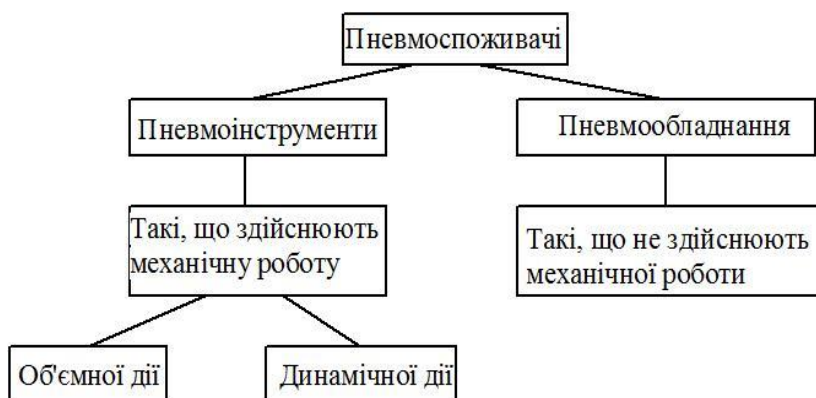 Пневмоспоживачі
Пневмоінструменти
Пневмообладнання
Такі, що здійснюють
механічну роботу
Такі, що не здійснюють
механічної роботи
Об'ємної дії
Динамічної дії